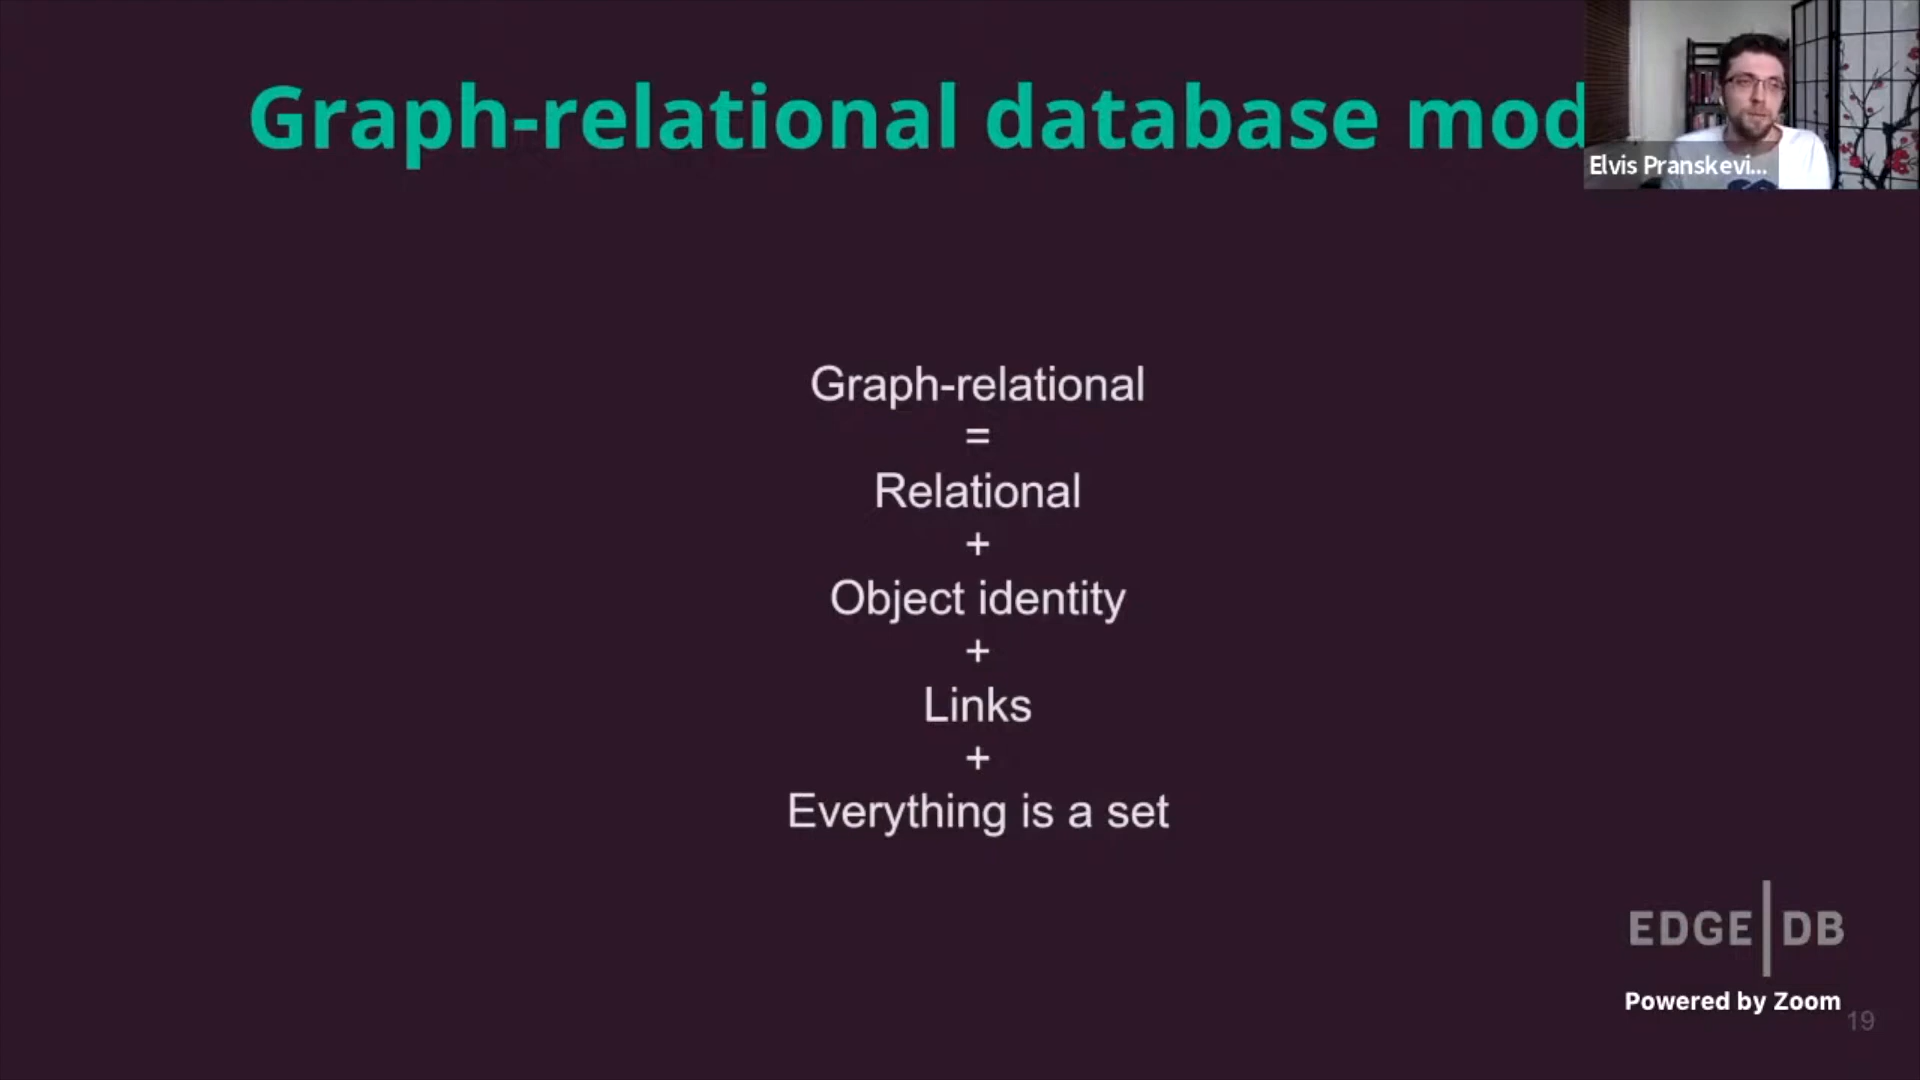 Graph-relational database mod
Elvis Pranskevi...
Graph-relational
=
Relational
+
Object identity
+
Links
+
Everything is a set
EDGE|DB
Powered by Zoom
19